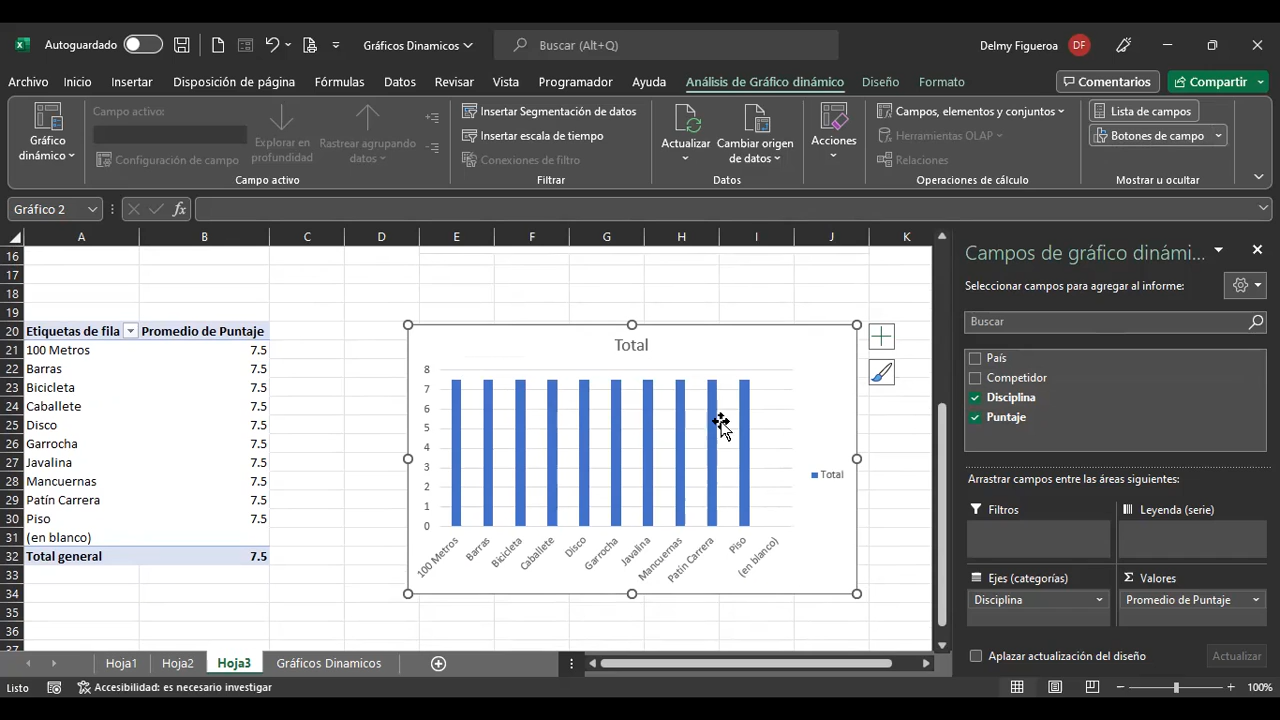 Autoguardado
Gráficos Dinamicos
Buscar (Alt+Q)
Delmy Figueroa
DF
Archivo Inicio Insertar Disposición de página Fórmulas Datos Revisar Vista Programador Ayuda Análisis de Gráfico dinámico Diseño Formato
Comentarios
Compartir
Gráfico dinámico
Campo activo:
Configuración de campo
Explorar en profundidad
Rastrear agrupando datos
Campo activo
Insertar Segmentación de datos
Insertar escala de tiempo
Conexiones de filtro
Filtrar
Actualizar
Cambiar origen de datos
Datos
Acciones
Campos, elementos y conjuntos
Herramientas OLAP
Relaciones
Operaciones de cálculo
Lista de campos
Botones de campo
Mostrar u ocultar
Gráfico 2
fx
A B C D E F G H I J K
16
17
18
19
20 Etiquetas de fila Promedio de Puntaje
21 100 Metros 7.5
22 Barras 7.5
23 Bicicleta 7.5
24 Caballete 7.5
25 Disco 7.5
26 Garrocha 7.5
27 Javalina 7.5
28 Mancuernas 7.5
29 Patín Carrera 7.5
30 Piso 7.5
31 (en blanco)
32 Total general 7.5
33
34
35
36
37
Total
8
7
6
5
4
3
2
1
0
100 Metros
Barras
Bicicleta
Caballete
Disco
Garrocha
Javalina
Mancuernas
Patín Carrera
Piso
(en blanco)
Total
Campos de gráfico dinámi...
Seleccionar campos para agregar al informe:
Buscar
País
Competidor
Disciplina
Puntaje
Arrastrar campos entre las áreas siguientes:
Filtros
Leyenda (serie)
Ejes (categorías)
Σ Valores
Disciplina
Promedio de Puntaje
Aplazar actualización del diseño
Actualizar
Hoja1 Hoja2 Hoja3 Gráficos Dinamicos
Listo
Accesibilidad: es necesario investigar
100%